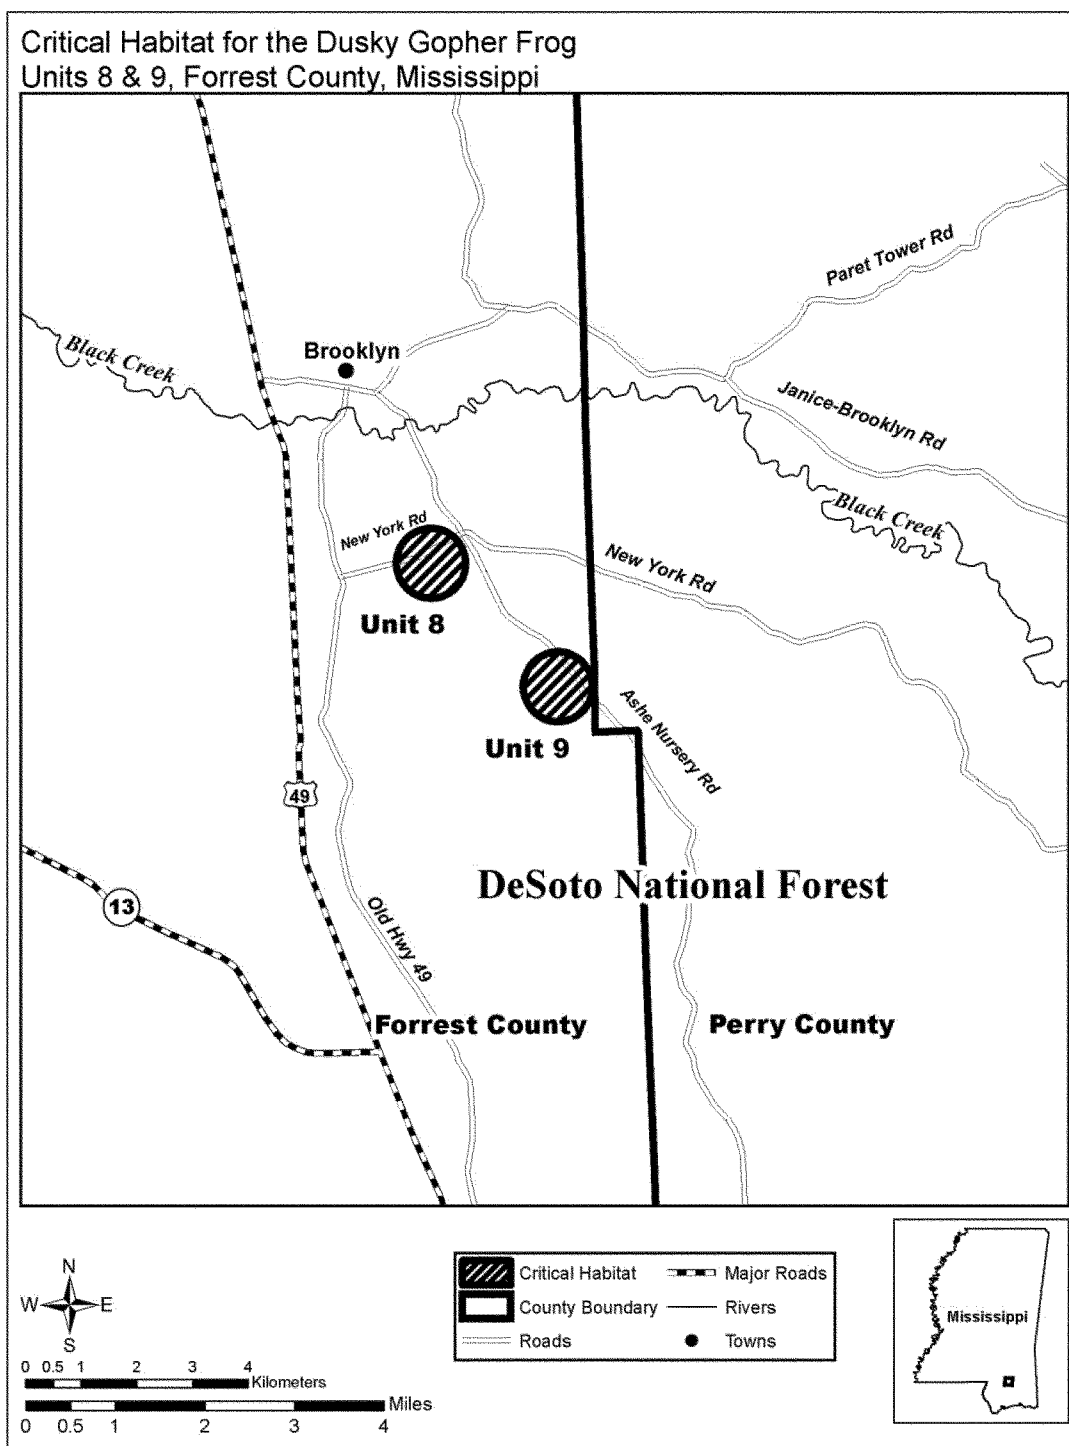 Critical Habitat for the Dusky Gopher Frog
Units 8 & 9, Forrest County, Mississippi
Paret Tower Rd
Black Creek
Brooklyn
Janice-Brooklyn Rd
Black Creek
New York Rd
New York Rd
Unit 8
Ashe Nursery Rd
Unit 9
49
DeSoto National Forest
13
Old Hwy 49
Forrest County
Perry County
N
W E
S
0 0.5 1 2 3 4
Kilometers
Miles
0 0.5 1 2 3 4
Critical Habitat
Major Roads
County Boundary
Rivers
Roads
Towns
Mississippi